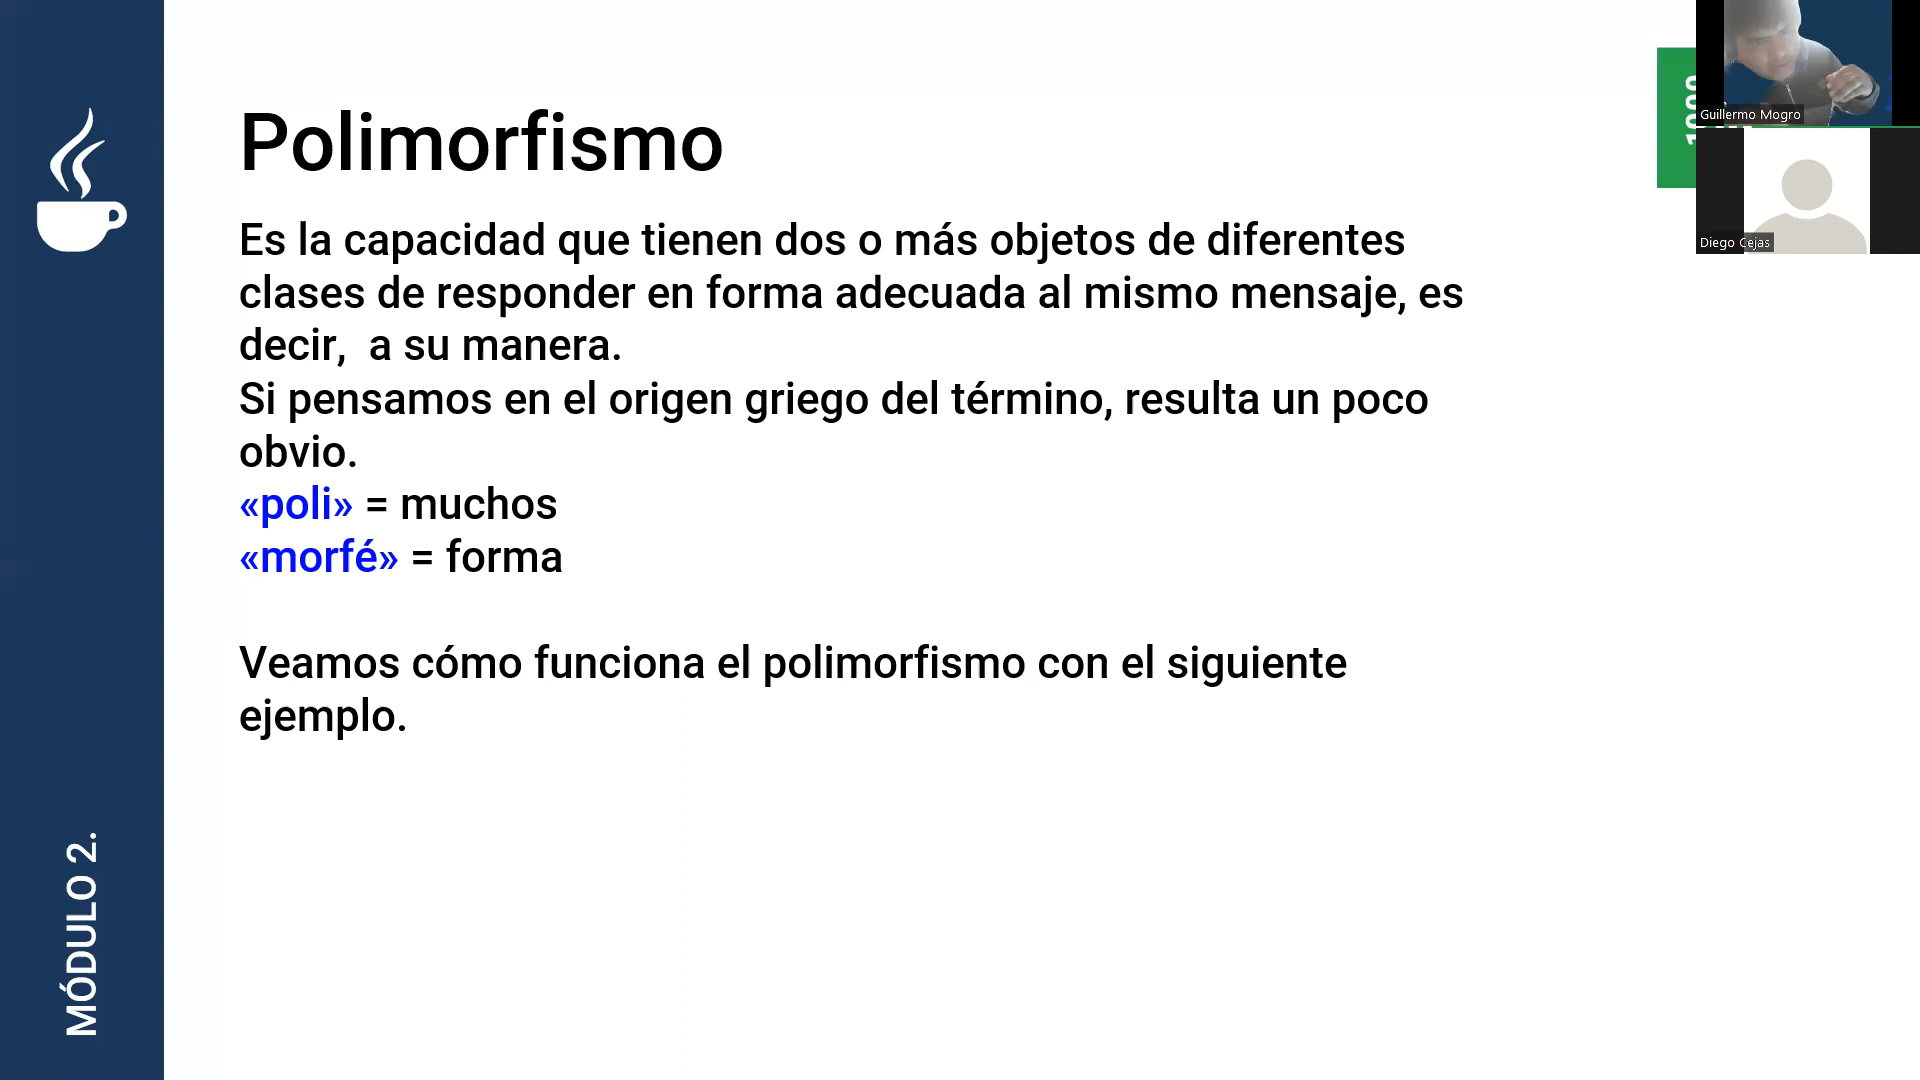 Polimorfismo
Es la capacidad que tienen dos o más objetos de diferentes
clases de responder en forma adecuada al mismo mensaje, es
decir,  a su manera.
Si pensamos en el origen griego del término, resulta un poco
obvio.
«poli» = muchos
«morfé» = forma
Veamos cómo funciona el polimorfismo con el siguiente
ejemplo.
MÓDULO 2.
Guillermo Mogro
Diego Cejas